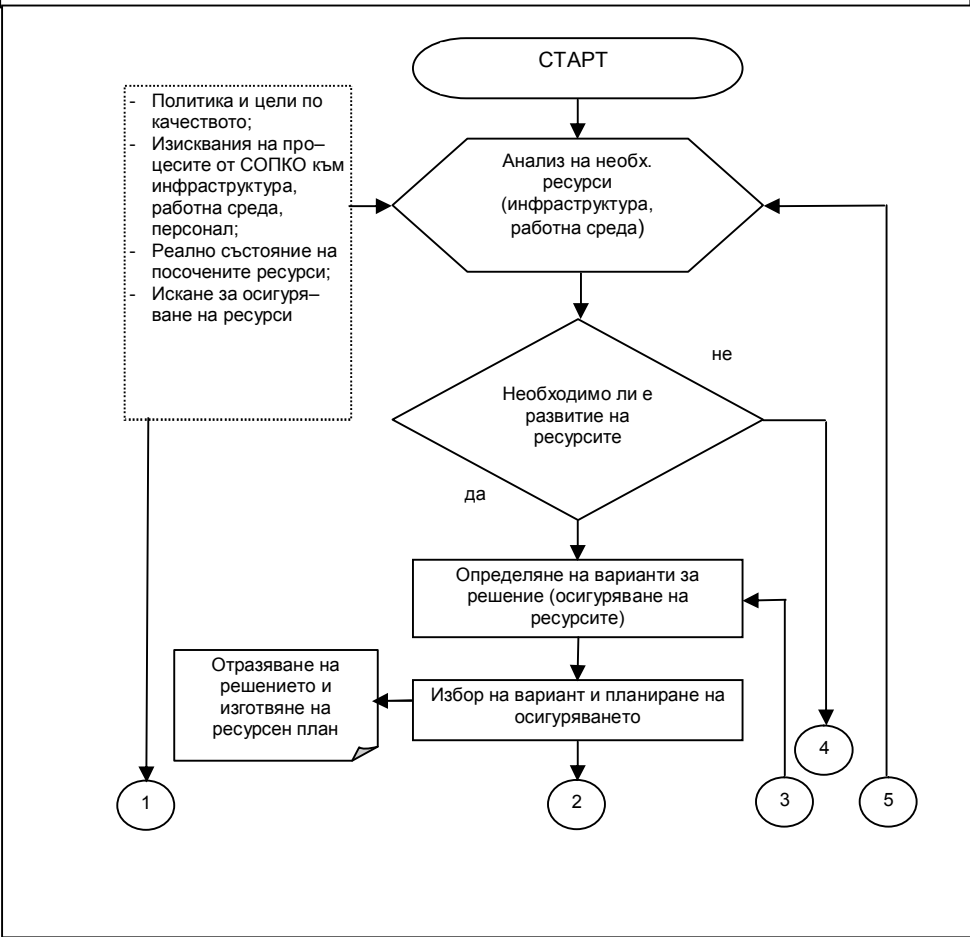 СТАРТ
- Политика и цели по
качеството;
- Изисквания на про–
цесите от СОПКО към
инфраструктура,
работна среда,
персонал;
- Реално състояние на
посочените ресурси;
- Искане за осигуря–
ване на ресурси
Анализ на необх.
ресурси
(инфраструктура,
работна среда)
не
Необходимо ли е
развитие на
ресурсите
да
Определяне на варианти за
решение (осигуряване на
ресурсите)
Отразяване на
решението и
изготвяне на
ресурсен план
Избор на вариант и планиране на
осигуряването
4
1
2
3
5